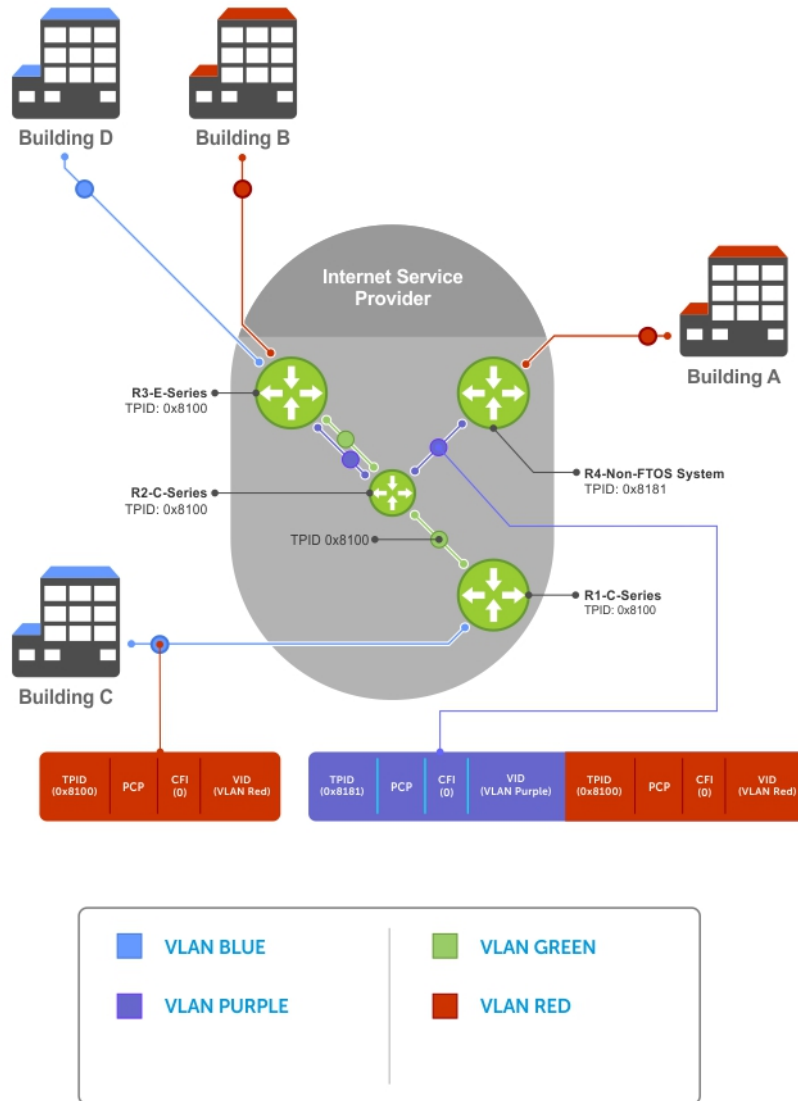 Building D
Building B
Internet Service
Provider
Building A
R3-E-Series
TPID: 0x8100
R4-Non-FTOS System
TPID: 0x8181
R2-C-Series
TPID: 0x8100
TPID 0x8100
R1-C-Series
TPID: 0x8100
Building C
TPID
(0x8100)
PCP
CFI
(0)
VID
(VLAN Red)
TPID
(0x8181)
PCP
CFI
(0)
VID
(VLAN Purple)
TPID
(0x8100)
PCP
CFI
(0)
VID
(VLAN Red)
VLAN BLUE
VLAN GREEN
VLAN PURPLE
VLAN RED